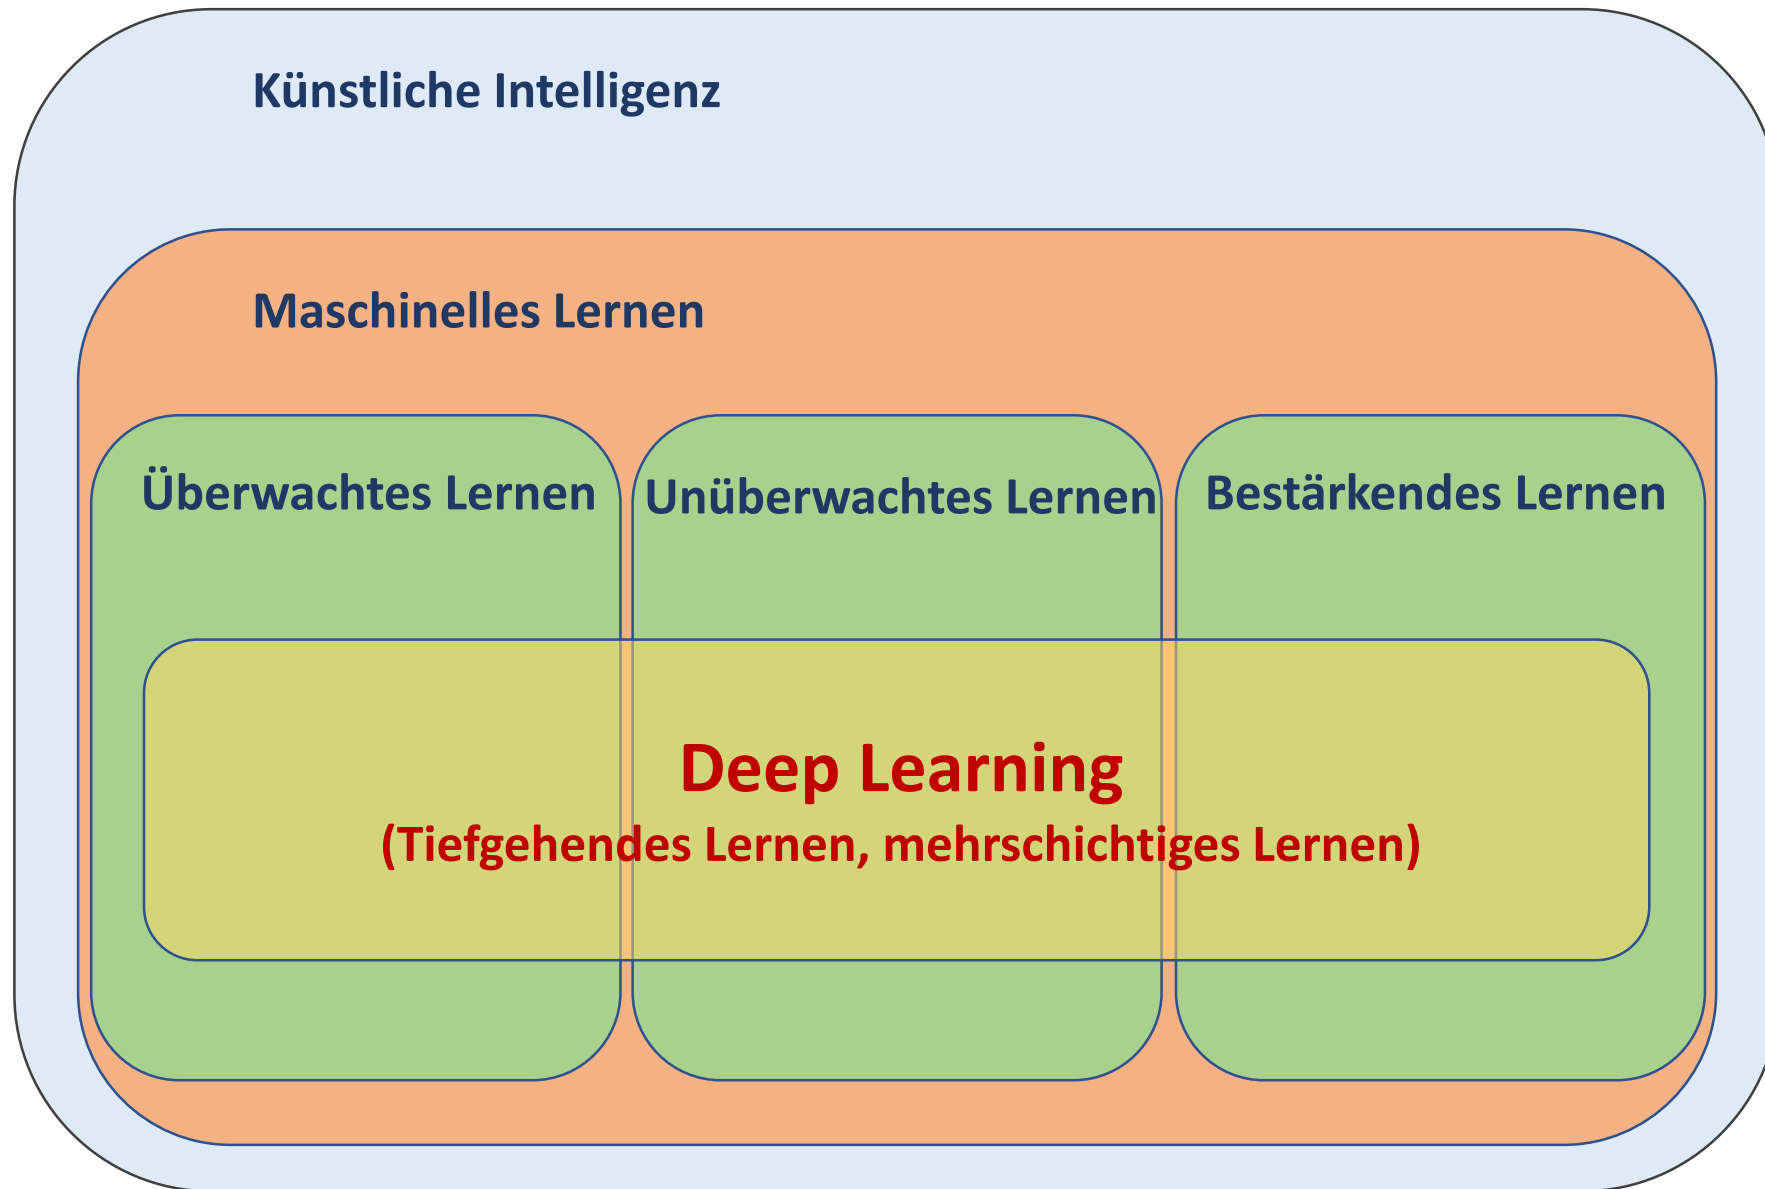 Künstliche Intelligenz
Maschinelles Lernen
Überwachtes Lernen
Unüberwachtes Lernen
Bestärkendes Lernen
Deep Learning
(Tiefgehendes Lernen, mehrschichtiges Lernen)